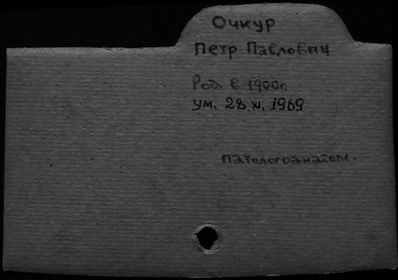 Очкур
Петр Павлович
Род. в 1900г.
ум. 28.XI.1969
патологоанатом.